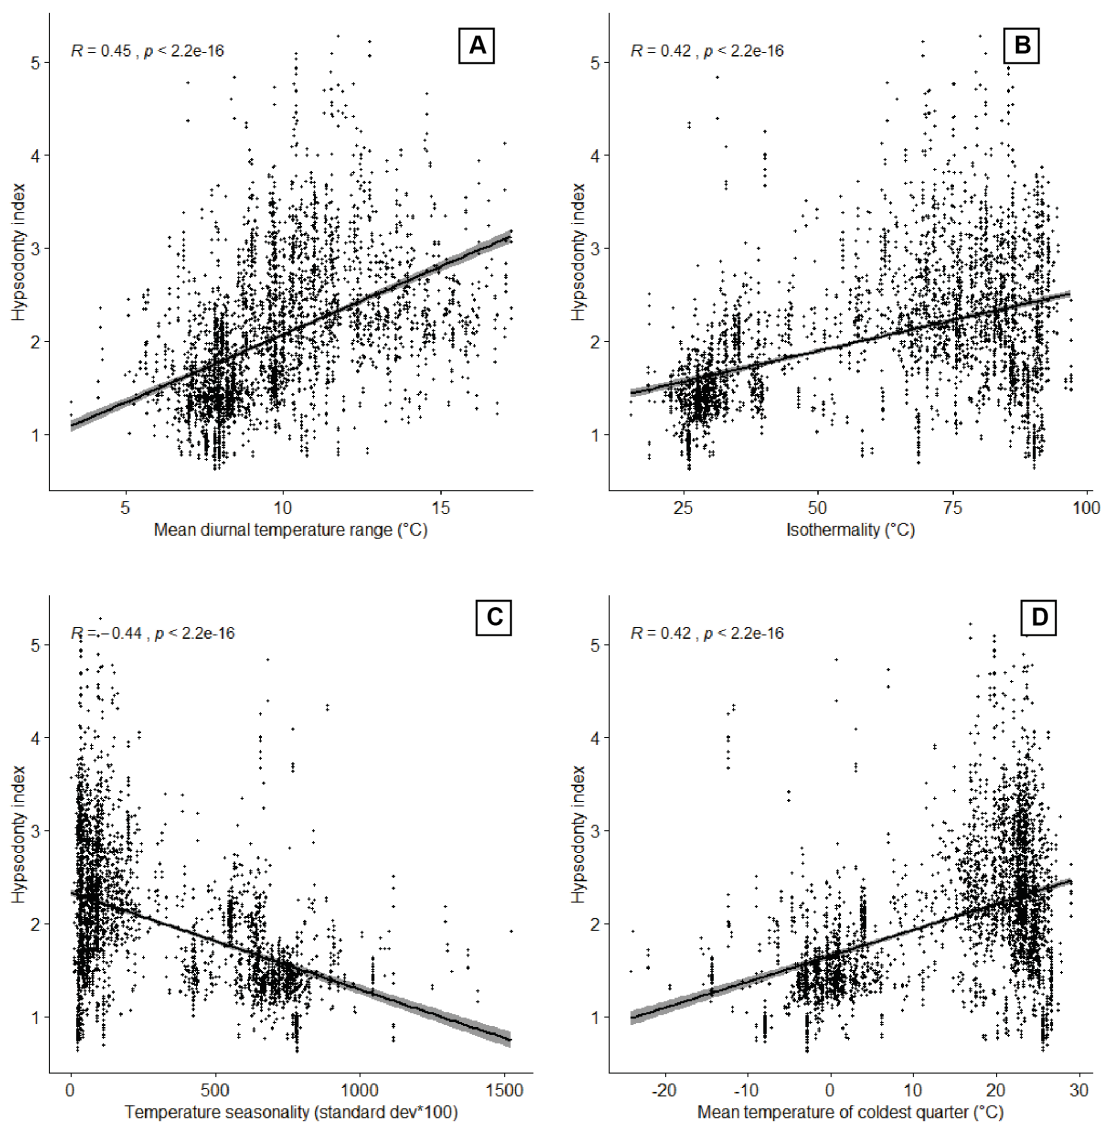 R = 0.45 , p < 2.2e-16
A
5
4
3
2
1
Hypsodonty index
5
10
15
Mean diurnal temperature range (°C)
R = 0.42 , p < 2.2e-16
B
5
4
3
2
1
Hypsodonty index
25
50
75
100
Isothermality (°C)
R = −0.44 , p < 2.2e-16
C
5
4
3
2
1
Hypsodonty index
0
500
1000
1500
Temperature seasonality (standard dev*100)
R = 0.42 , p < 2.2e-16
D
5
4
3
2
1
Hypsodonty index
-20
-10
0
10
20
30
Mean temperature of coldest quarter (°C)